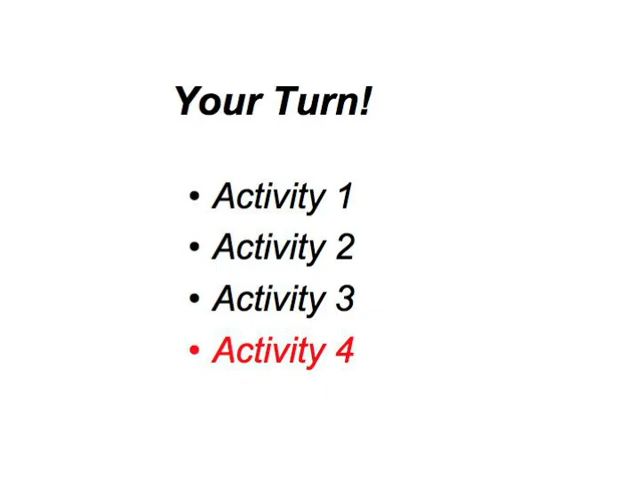 Your Turn!
• Activity 1
• Activity 2
• Activity 3
• Activity 4